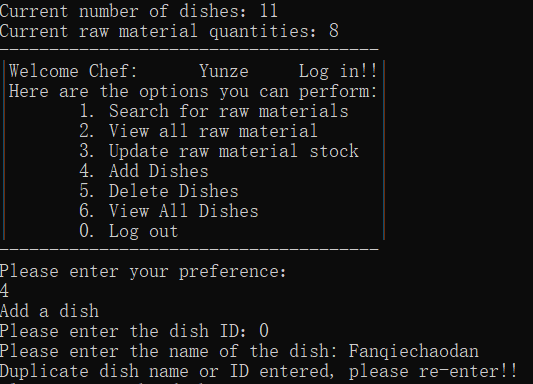 Current number of dishes: 11
Current raw material quantities: 8
---------------------------------------
|Welcome Chef:      Yunze     Log in!!|
|Here are the options you can perform:|
|       1. Search for raw materials   |
|       2. View all raw material      |
|       3. Update raw material stock  |
|       4. Add Dishes                 |
|       5. Delete Dishes              |
|       6. View All Dishes            |
|       0. Log out                    |
---------------------------------------
Please enter your preference:
4
Add a dish
Please enter the dish ID: 0
Please enter the name of the dish: Fanqiechaodan
Duplicate dish name or ID entered, please re-enter!!